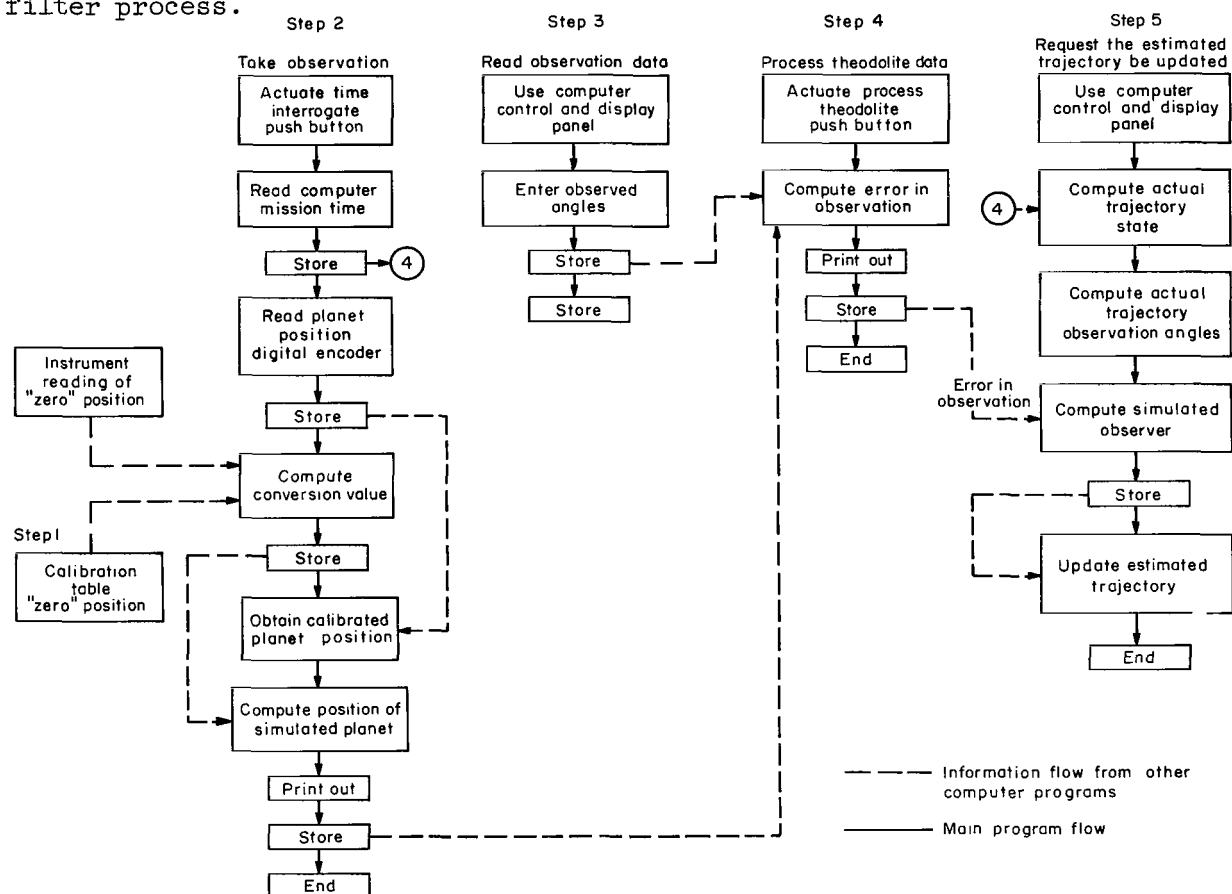 filter process.
Step 2
Take observation
Actuate time
interrogate
push button
Read computer
mission time
Store
4
Read planet
position
digital encoder
Instrument
reading of
"zero" position
Store
Compute
conversion value
Step 1
Calibration
table
"zero" position
Store
Obtain calibrated
planet position
Compute position of
simulated planet
Print out
Store
End
Step 3
Read observation data
Use computer
control and display
panel
Enter observed
angles
Store
Store
Step 4
Process theodolite data
Actuate process
theodolite
push button
Compute error in
observation
Print out
Store
End
Step 5
Request the estimated
trajectory be updated
Use computer
control and display
panel
4
Compute actual
trajectory
state
Compute actual
trajectory
observation angles
Error in
observation
Compute simulated
observer
Store
Update estimated
trajectory
End
Information flow from other
computer programs
Main program flow